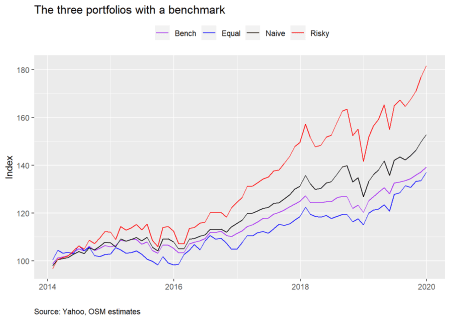 The three portfolios with a benchmark
Bench Equal Naive Risky
180
160
140
120
100
Index
2014 2016 2018 2020
Source: Yahoo, OSM estimates